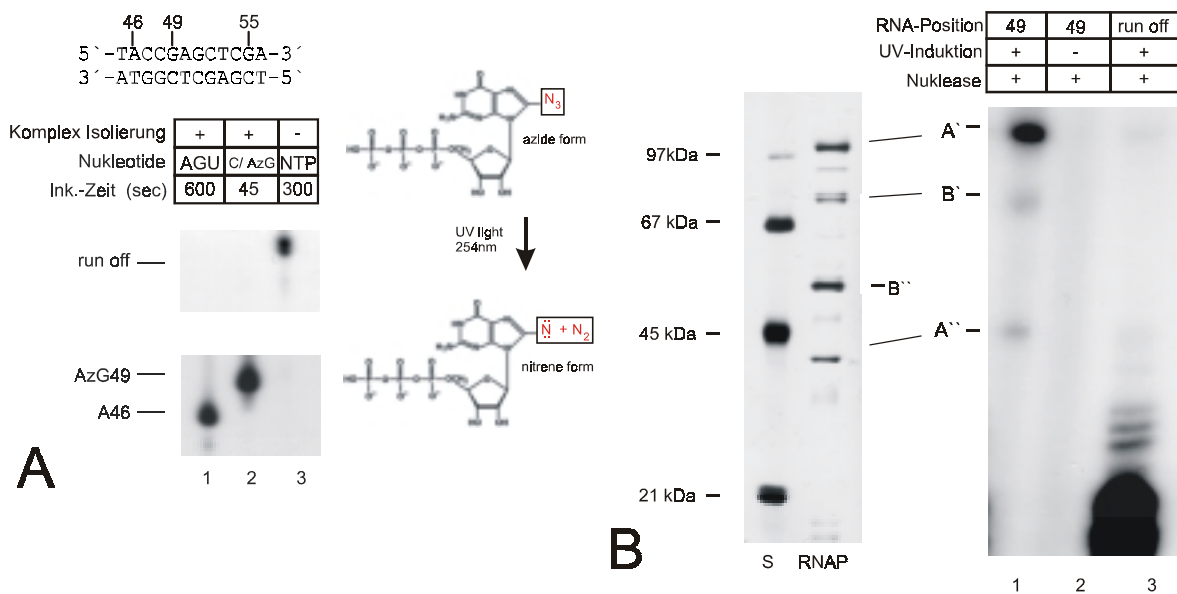 46 49 55
5`-TACCGAGCTCGA-3´
3´-ATGGCTCGAGCT-5`
Komplex Isolierung + + -
Nukleotide AGU C/ AzG NTP
Ink.-Zeit (sec) 600 45 300
run off
AzG49
A46
1 2 3
A
N3
azide form
UV light
254nm
N + N2
nitrene form
RNA-Position 49 49 run off
UV-Induktion + - +
Nuklease + + +
97kDa
67 kDa
45 kDa
21 kDa
A`
B`
B``
A``
S RNAP
1 2 3
B